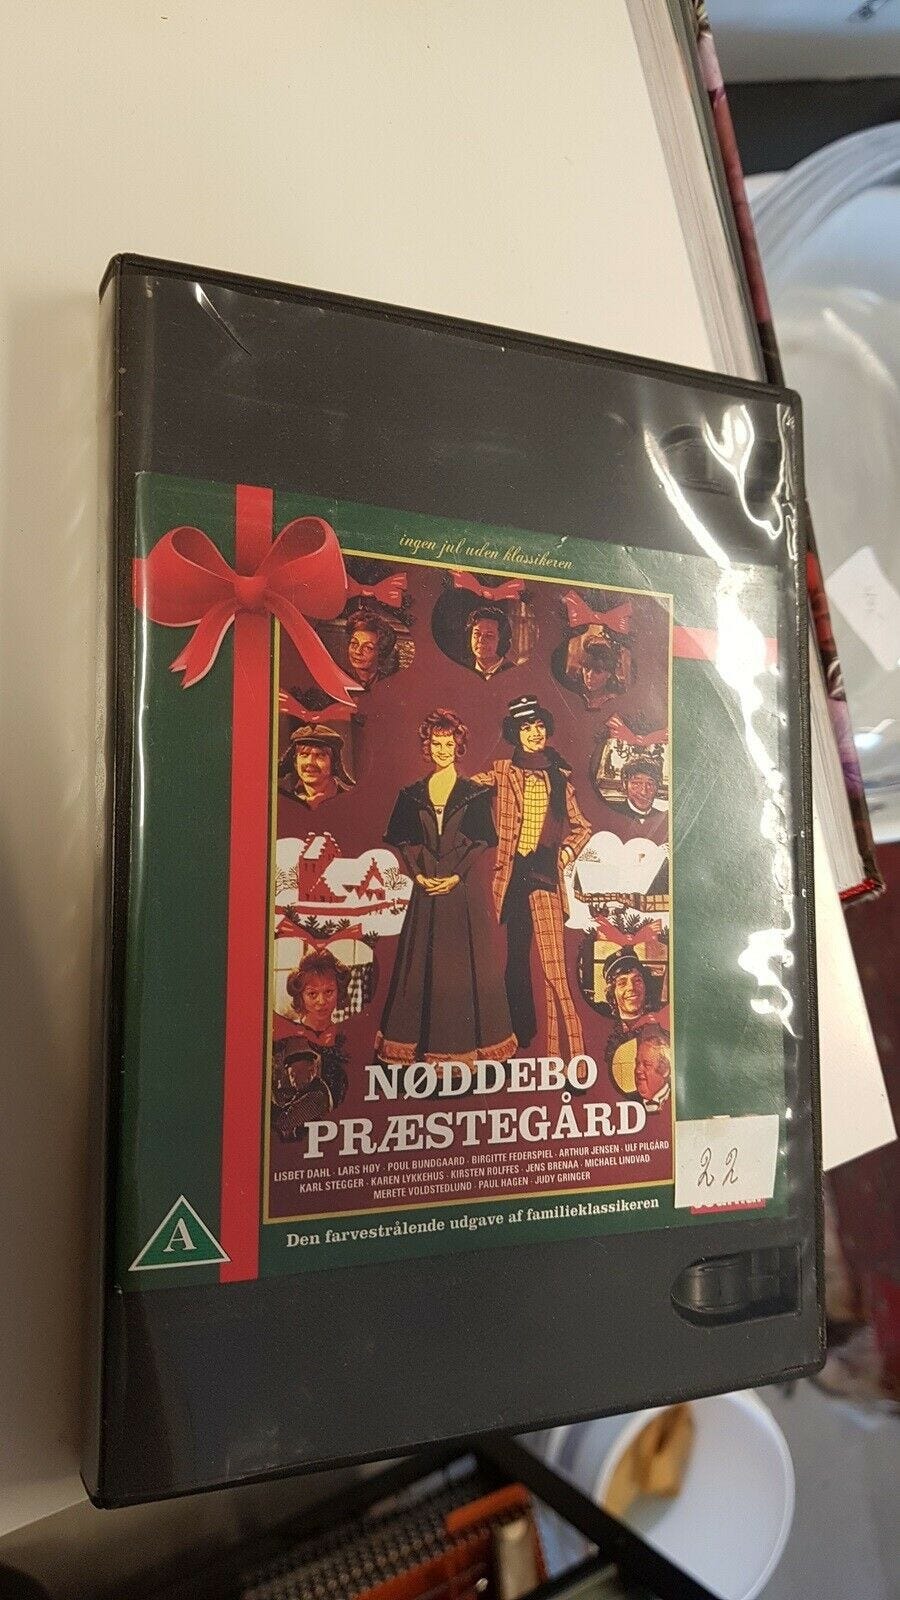 ingen jul uden klassikeren
NØDDEBO
PRÆSTEGÅRD
LISBET DAHL · LARS HØY · POUL BUNDGAARD · BIRGITTE FEDERSPIEL · ARTHUR JENSEN · ULF PILGÅRD
KARL STEGGER · KAREN LYKKEHUS · KIRSTEN ROLFFES · JENS BRENAA · MICHAEL LINDVAD
MERETE VOLDSTEDLUND · PAUL HAGEN · JUDY GRINGER
22
Den farvestrålende udgave af familieklassikeren
A